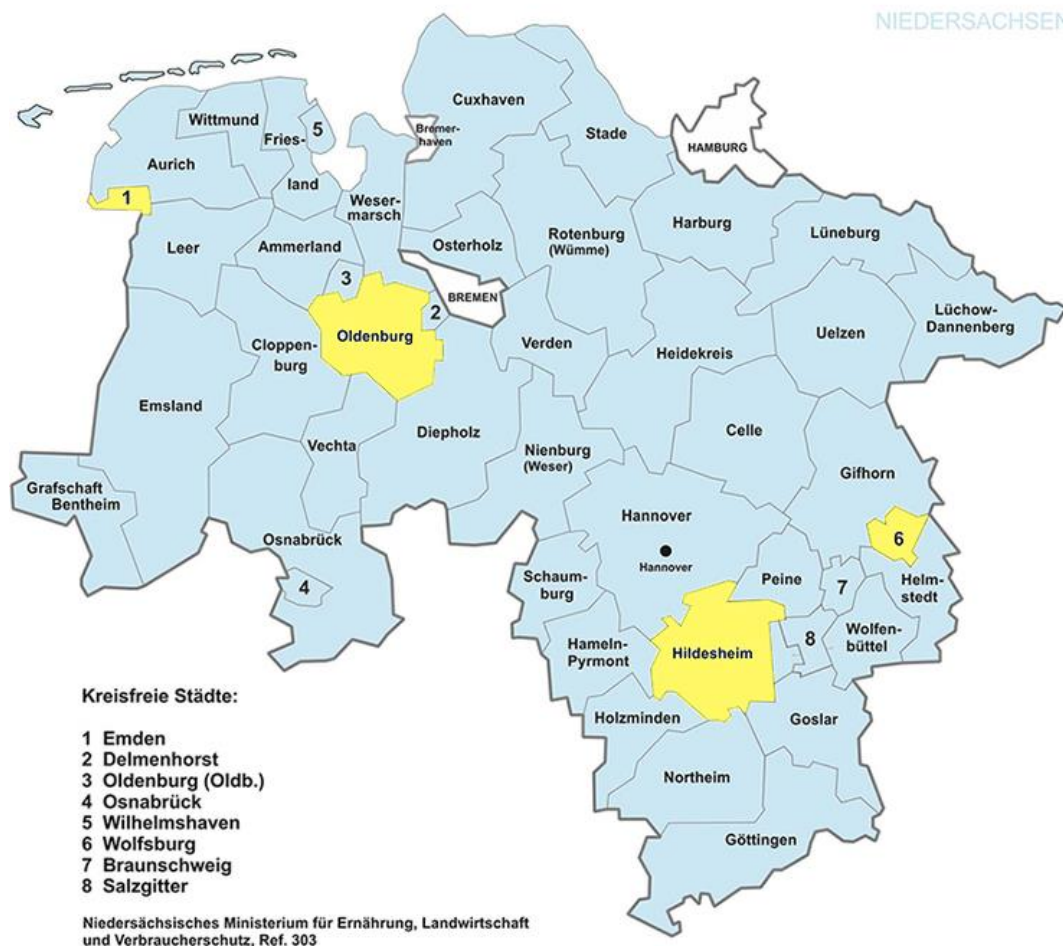 NIEDERSACHSEN
Cuxhaven
Wittmund
Stade
Bremer-
haven
5
Fries-
HAMBURG
Aurich
land
1
Weser-
marsch
Harburg
Rotenburg
(Wümme)
Lüneburg
Leer
Ammerland
Osterholz
3
BREMEN
2
Lüchow-
Dannenberg
Oldenburg
Uelzen
Cloppen-
burg
Verden
Heidekreis
Emsland
Diepholz
Celle
Vechta
Nienburg
(Weser)
Gifhorn
Grafschaft
Bentheim
Hannover
Osnabrück
6
Hannover
4
Schaum-
burg
Peine
7
Helm-
stedt
Hameln-
Pyrmont
Hildesheim
8
Wolfen-
büttel
Holzminden
Goslar
Northeim
Göttingen
Kreisfreie Städte:
1 Emden
2 Delmenhorst
3 Oldenburg (Oldb.)
4 Osnabrück
5 Wilhelmshaven
6 Wolfsburg
7 Braunschweig
8 Salzgitter
Niedersächsisches Ministerium für Ernährung, Landwirtschaft
und Verbraucherschutz, Ref. 303